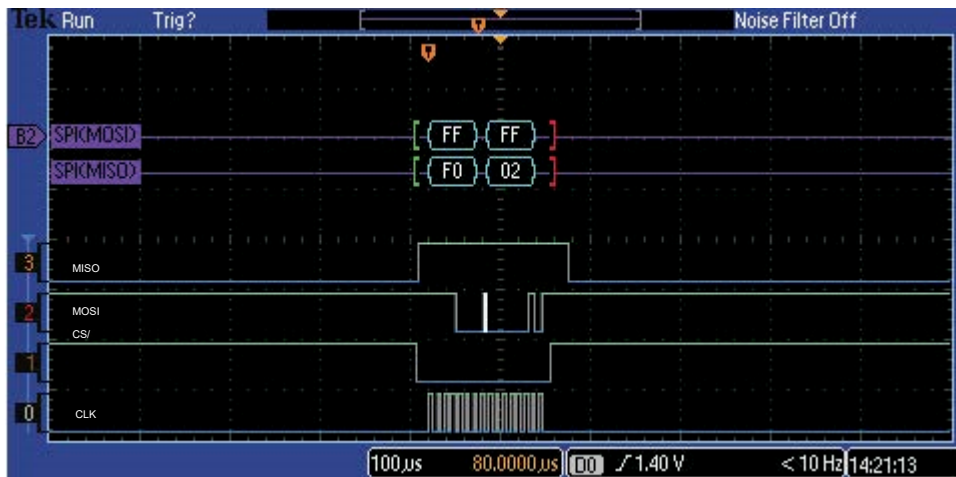 Tek Run Trig? Noise Filter Off
B2 SPI(MOSI) FF FF
SPI(MISO) F0 02
3 MISO
2 MOSI
CS/
1
0 CLK
100µs 80.0000µs D0 1.40 V < 10 Hz 14:21:13